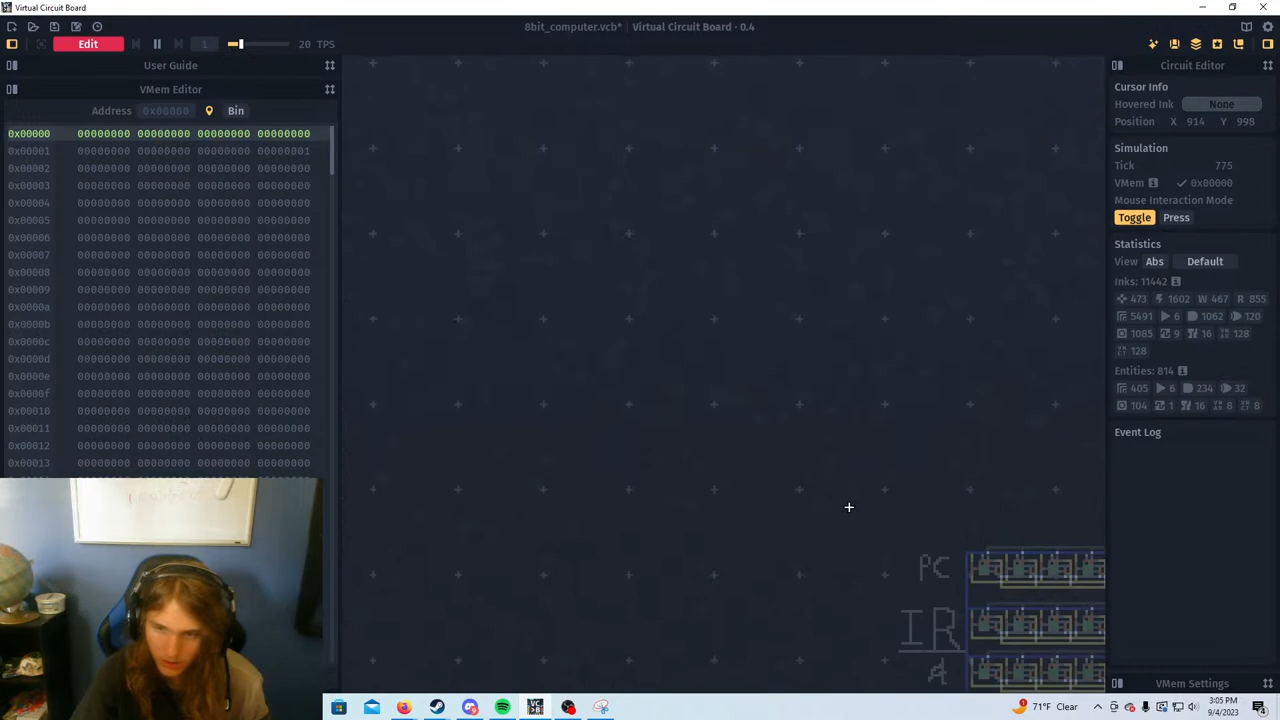 Virtual Circuit Board
8bit_computer.vcb* | Virtual Circuit Board - 0.4
Edit
1
20 TPS
User Guide
VMem Editor
Address 0x00000 Bin
0x00000 00000000 00000000 00000000 00000000
0x00001 00000000 00000000 00000000 00000001
0x00002 00000000 00000000 00000000 00000000
0x00003 00000000 00000000 00000000 00000000
0x00004 00000000 00000000 00000000 00000000
0x00005 00000000 00000000 00000000 00000000
0x00006 00000000 00000000 00000000 00000000
0x00007 00000000 00000000 00000000 00000000
0x00008 00000000 00000000 00000000 00000000
0x00009 00000000 00000000 00000000 00000000
0x0000a 00000000 00000000 00000000 00000000
0x0000b 00000000 00000000 00000000 00000000
0x0000c 00000000 00000000 00000000 00000000
0x0000d 00000000 00000000 00000000 00000000
0x0000e 00000000 00000000 00000000 00000000
0x0000f 00000000 00000000 00000000 00000000
0x00010 00000000 00000000 00000000 00000000
0x00011 00000000 00000000 00000000 00000000
0x00012 00000000 00000000 00000000 00000000
0x00013 00000000 00000000 00000000 00000000
PC
IR
A
Circuit Editor
Cursor Info
Hovered Ink None
Position X 914 Y 998
Simulation
Tick 775
VMem 0x00000
Mouse Interaction Mode
Toggle Press
Statistics
View Abs Default
Inks: 11442
473 1602 W 467 R 855
5491 6 1062 120
1085 9 16 128
128
Entities: 814
405 6 234 32
104 1 16 8 8
Event Log
VMem Settings
71°F Clear
3:05 PM
9/4/2023